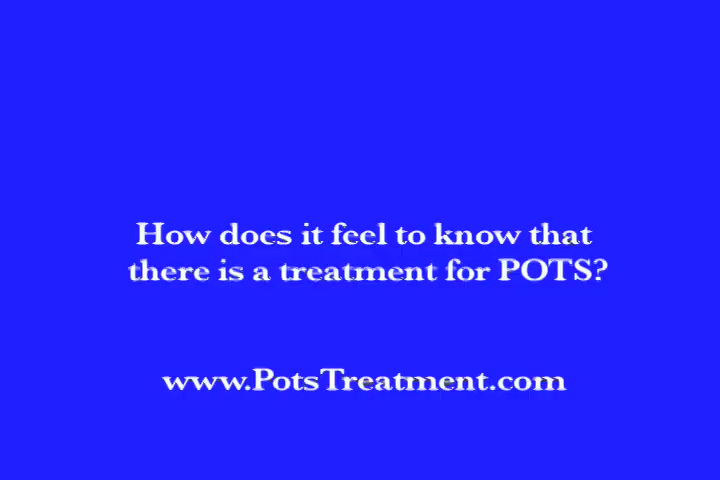 How does it feel to know that
there is a treatment for POTS?
www.PotsTreatment.com